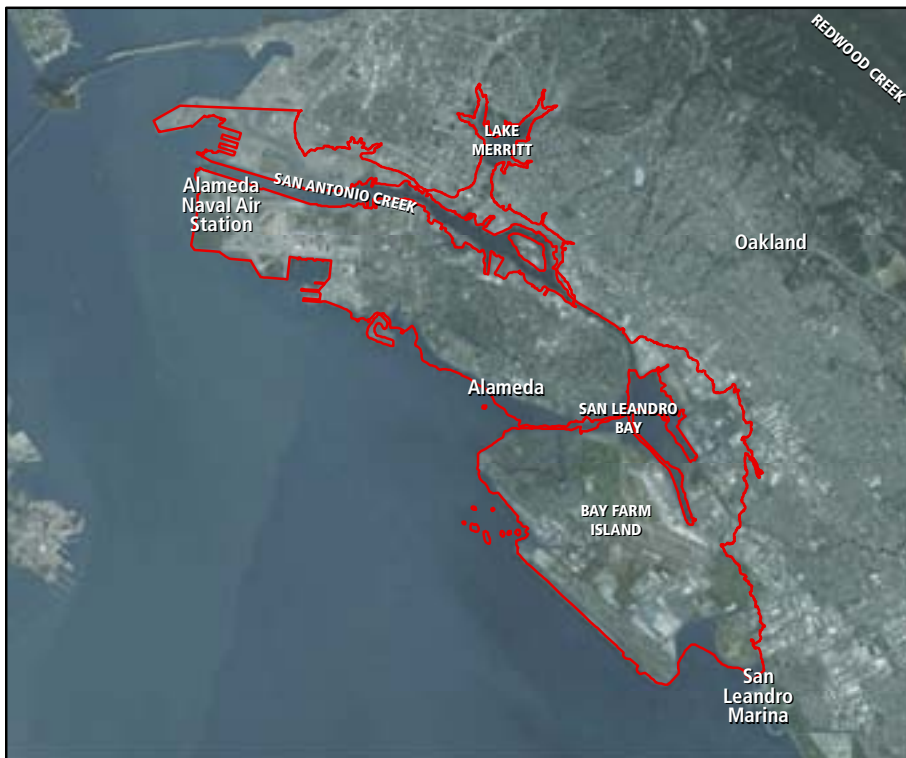 REDWOOD CREEK
LAKE
MERRITT
Alameda
Naval Air
Station
SAN ANTONIO CREEK
Oakland
Alameda
SAN LEANDRO
BAY
BAY FARM
ISLAND
San
Leandro
Marina